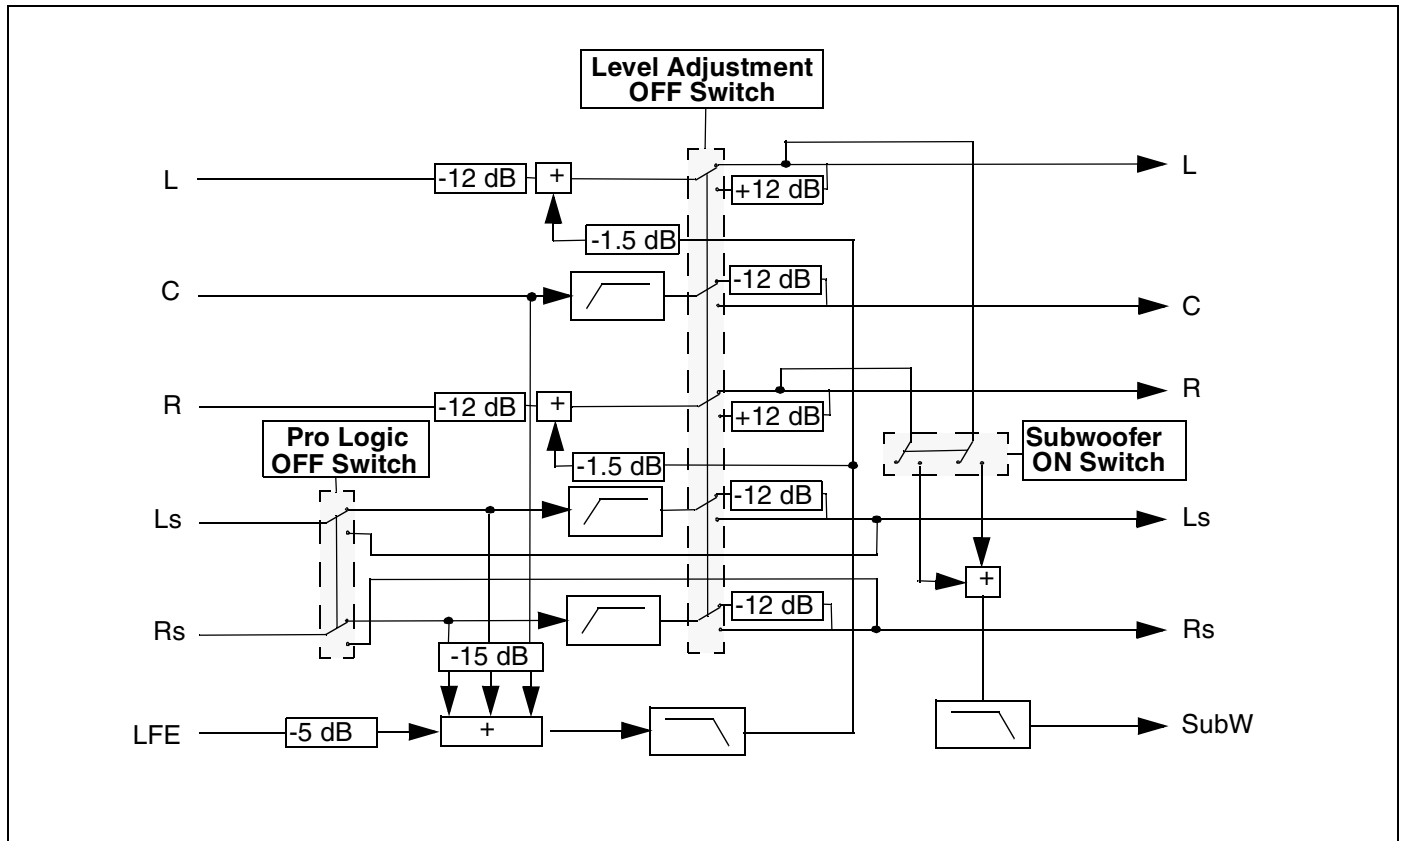 Level Adjustment
OFF Switch
L
-12 dB
+
+12 dB
L
-1.5 dB
C
-12 dB
C
R
-12 dB
+
+12 dB
R
Pro Logic
OFF Switch
Subwoofer
ON Switch
-1.5 dB
-12 dB
Ls
Ls
+
-12 dB
Rs
Rs
-15 dB
LFE
-5 dB
+
SubW